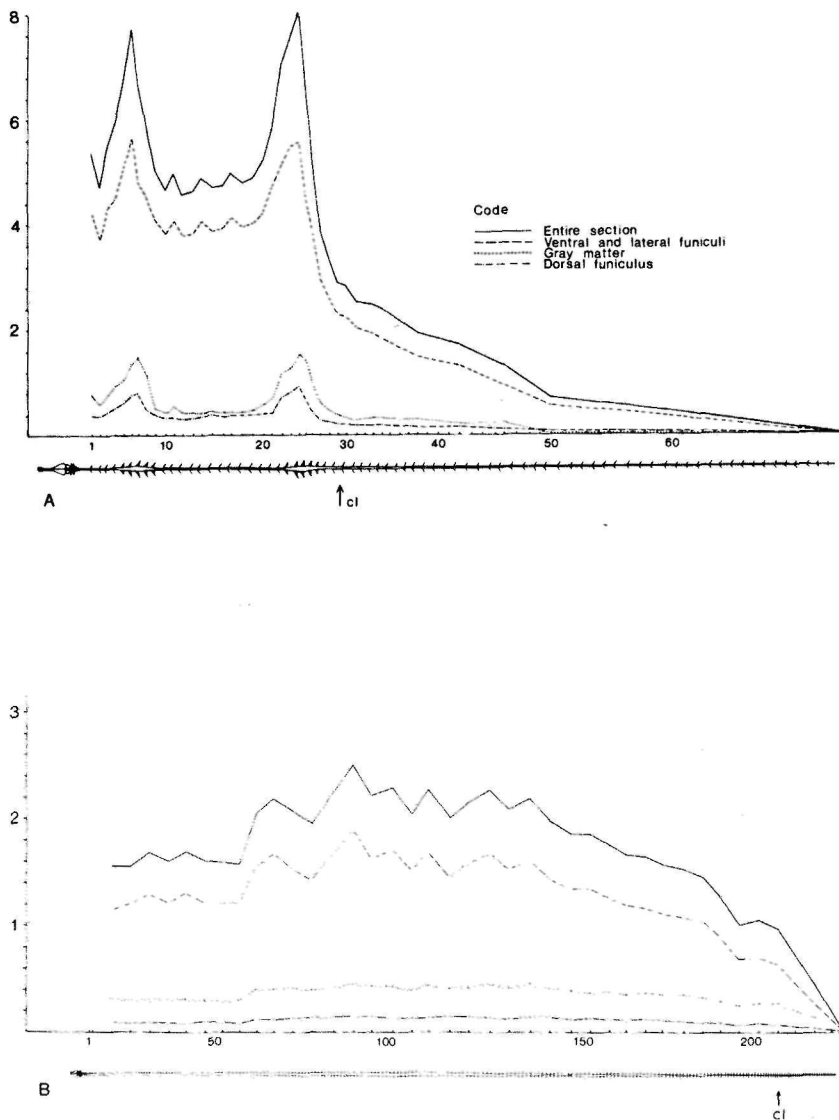 8
6
4
2
Code
Entire section
Ventral and lateral funiculi
Gray matter
Dorsal funiculus
1 10 20 30 40 50 60
A
cl
3
2
1
1 50 100 150 200
B
cl